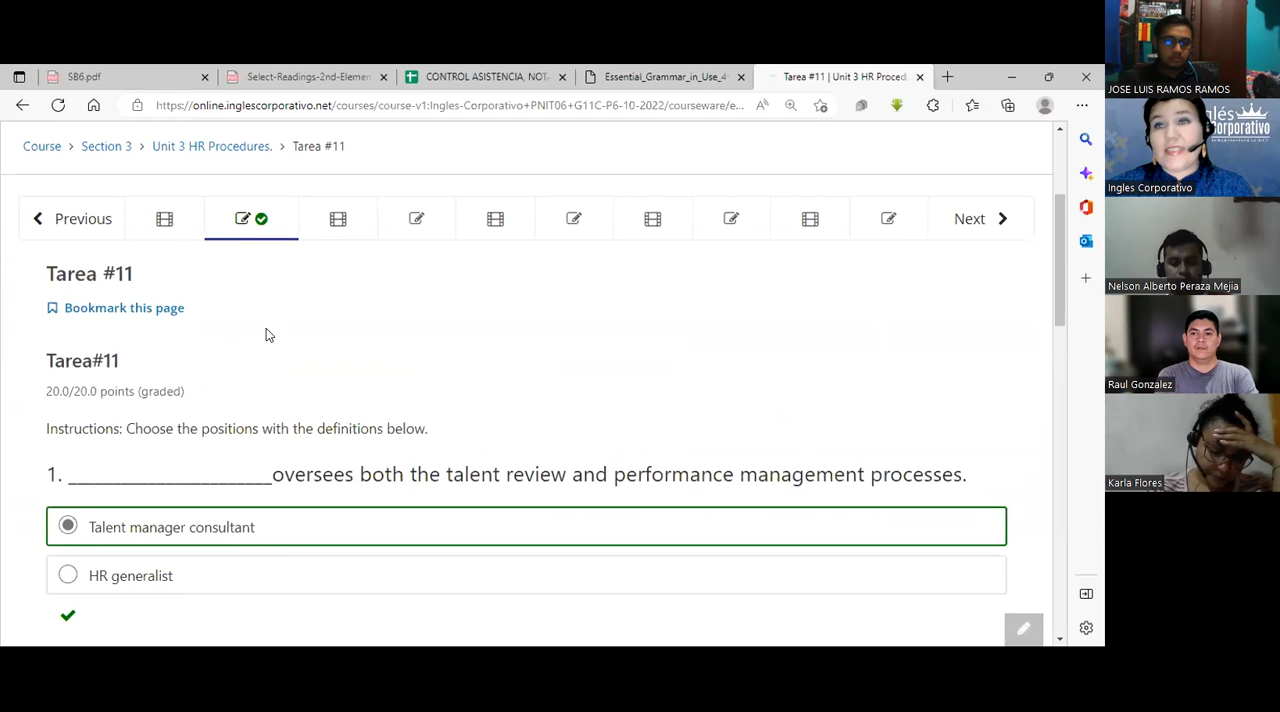 SB6.pdf
Select-Readings-2nd-Elemen
CONTROL ASISTENCIA, NOT
Essential_Grammar_in_Use_4
Tarea #11 | Unit 3 HR Proced
https://online.inglescorporativo.net/courses/course-v1:Ingles-Corporativo+PNIT06+G11C-P6-10-2022/courseware/e...
Course > Section 3 > Unit 3 HR Procedures. > Tarea #11
Previous
Next
Tarea #11
Bookmark this page
Tarea#11
20.0/20.0 points (graded)
Instructions: Choose the positions with the definitions below.
1. ______________________oversees both the talent review and performance management processes.
Talent manager consultant
HR generalist
JOSE LUIS RAMOS RAMOS
glés
Corporativo
Ingles Corporativo
Nelson Alberto Peraza Mejia
Raul Gonzalez
Karla Flores